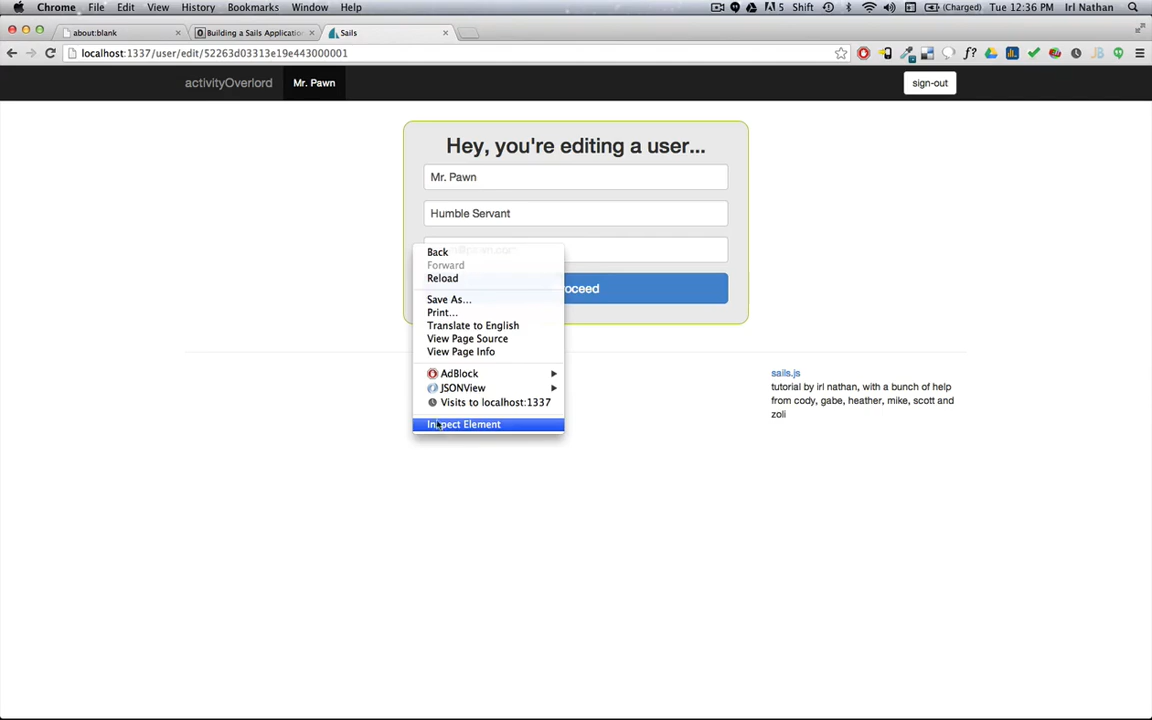 Chrome File Edit View History Bookmarks Window Help 5 Shift (Charged) Tue 12:36 PM Irl Nathan
about:blank Building a Sails Applicatio Sails
localhost:1337/user/edit/52263d03313e19e443000001
activityOverlord Mr. Pawn sign-out
Hey, you're editing a user...
Mr. Pawn
Humble Servant
Back
Forward
Reload
oceed
Save As...
Print...
Translate to English
View Page Source
View Page Info
AdBlock
JSONView
Visits to localhost:1337
Inspect Element
sails.js
tutorial by irl nathan, with a bunch of help
from cody, gabe, heather, mike, scott and
zoli